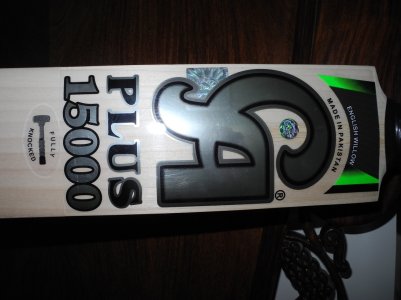 ENGLISH WILLOW
MADE IN PAKISTAN
CA
®
PLUS
15000
FULLY
KNOCKED